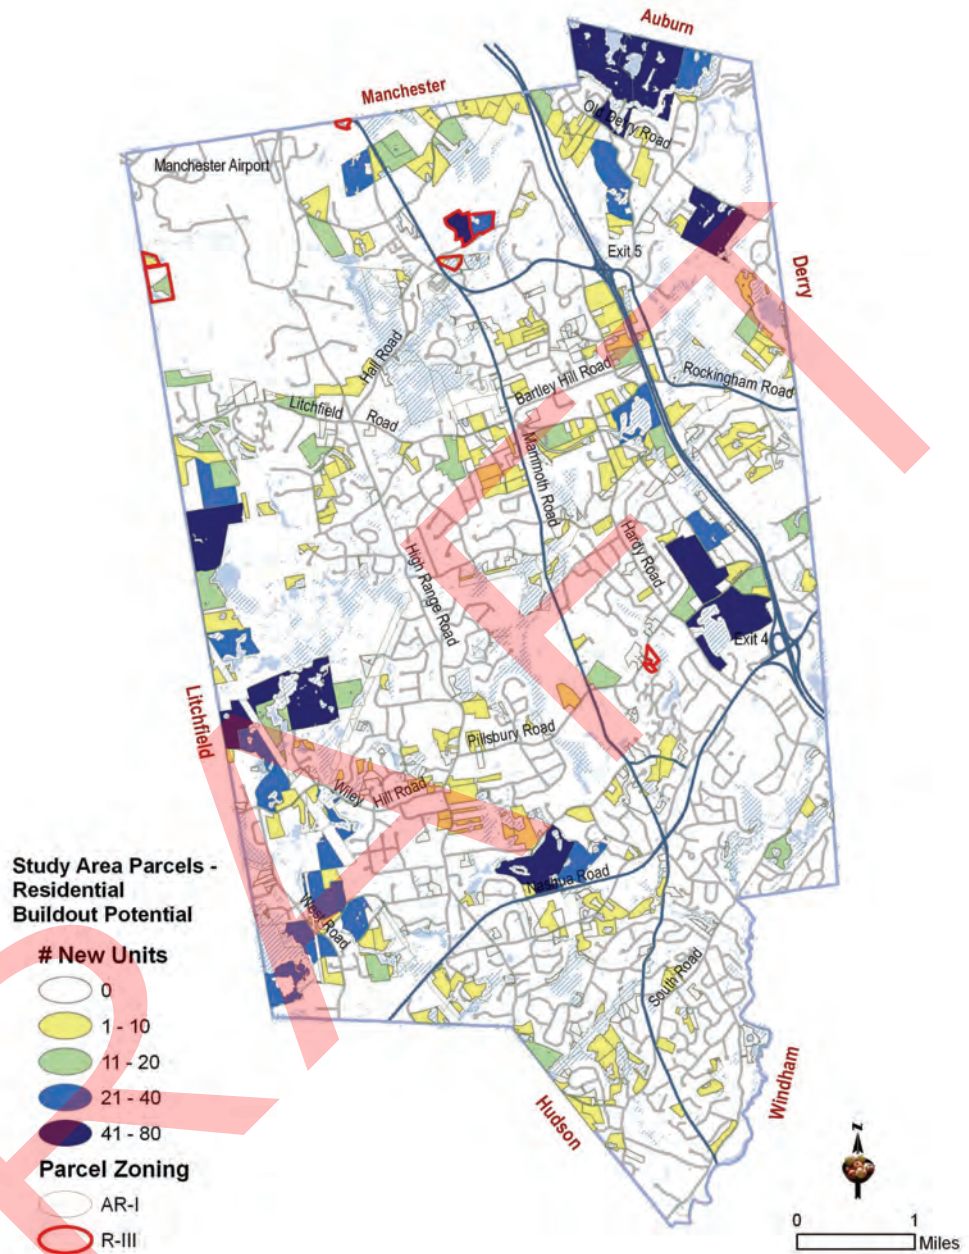 Auburn
Manchester
Old Derry Road
Manchester Airport
Exit 5
Derry
Hall Road
Rockingham Road
Bartley Hill Road
Litchfield Road
Mammoth Road
Hardy Road
High Range Road
Exit 4
Litchfield
Pillsbury Road
Wiley Hill Road
Nashua Road
West Road
South Road
Windham
Hudson
DRAFT
Study Area Parcels -
Residential
Buildout Potential
# New Units
0
1 - 10
11 - 20
21 - 40
41 - 80
Parcel Zoning
AR-I
R-III
N
0 1
Miles